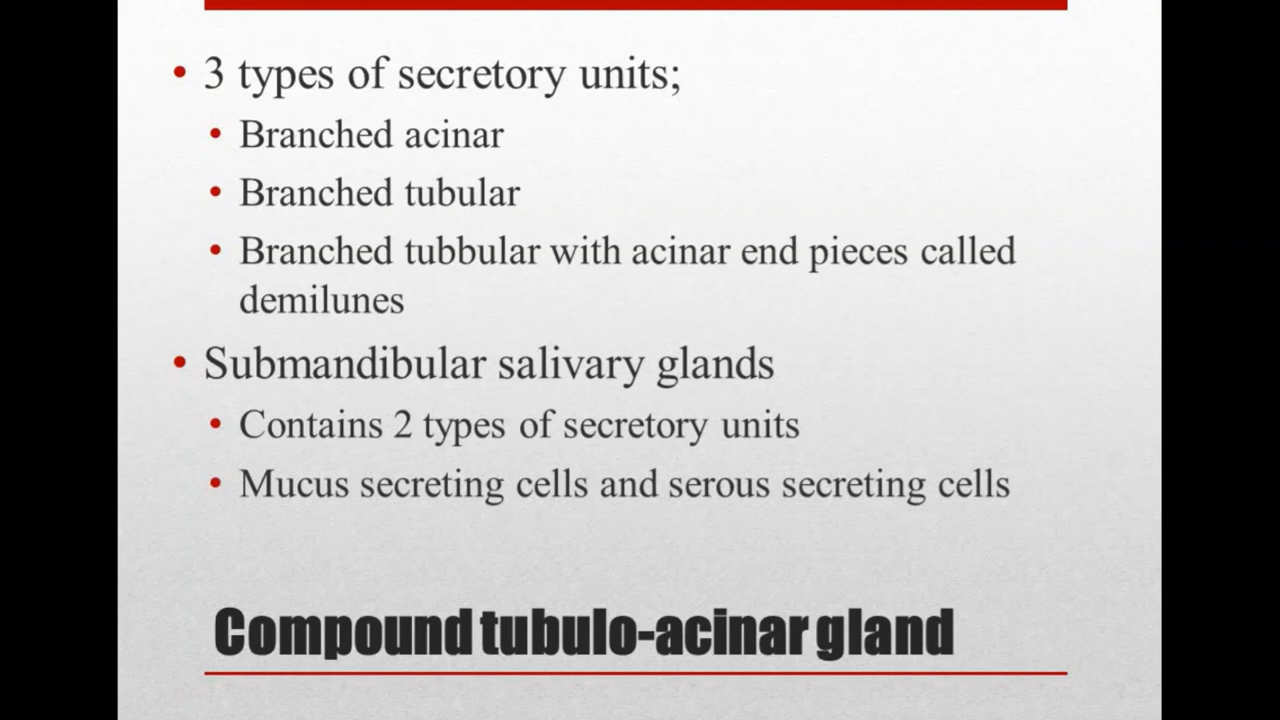 • 3 types of secretory units;
• Branched acinar
• Branched tubular
• Branched tubbular with acinar end pieces called
demilunes
• Submandibular salivary glands
• Contains 2 types of secretory units
• Mucus secreting cells and serous secreting cells
Compound tubulo-acinar gland